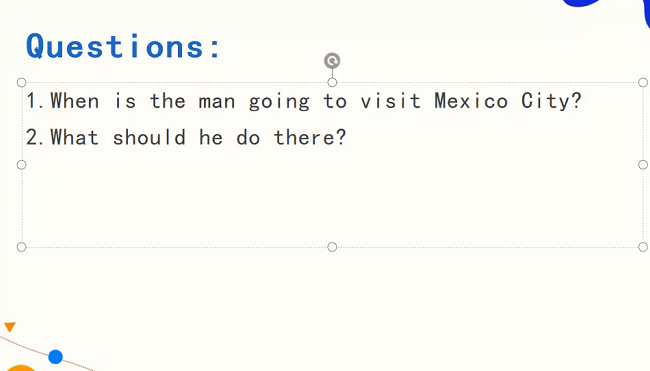 Questions:
1.When is the man going to visit Mexico City?
2.What should he do there?